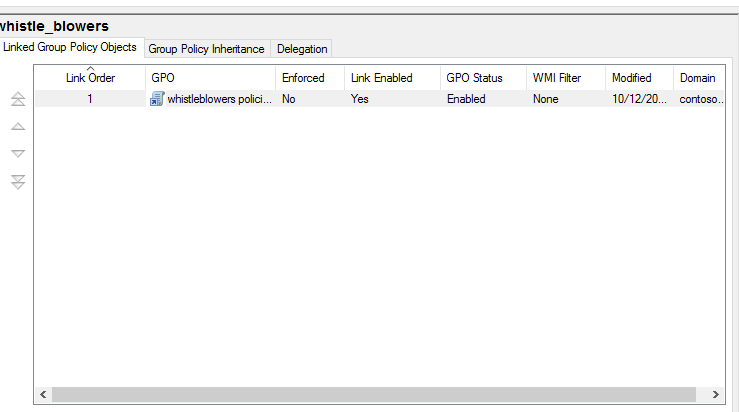 whistle_blowers
Linked Group Policy Objects Group Policy Inheritance Delegation
Link Order GPO Enforced Link Enabled GPO Status WMI Filter Modified Domain
1 whistleblowers polici... No Yes Enabled None 10/12/20... contoso...